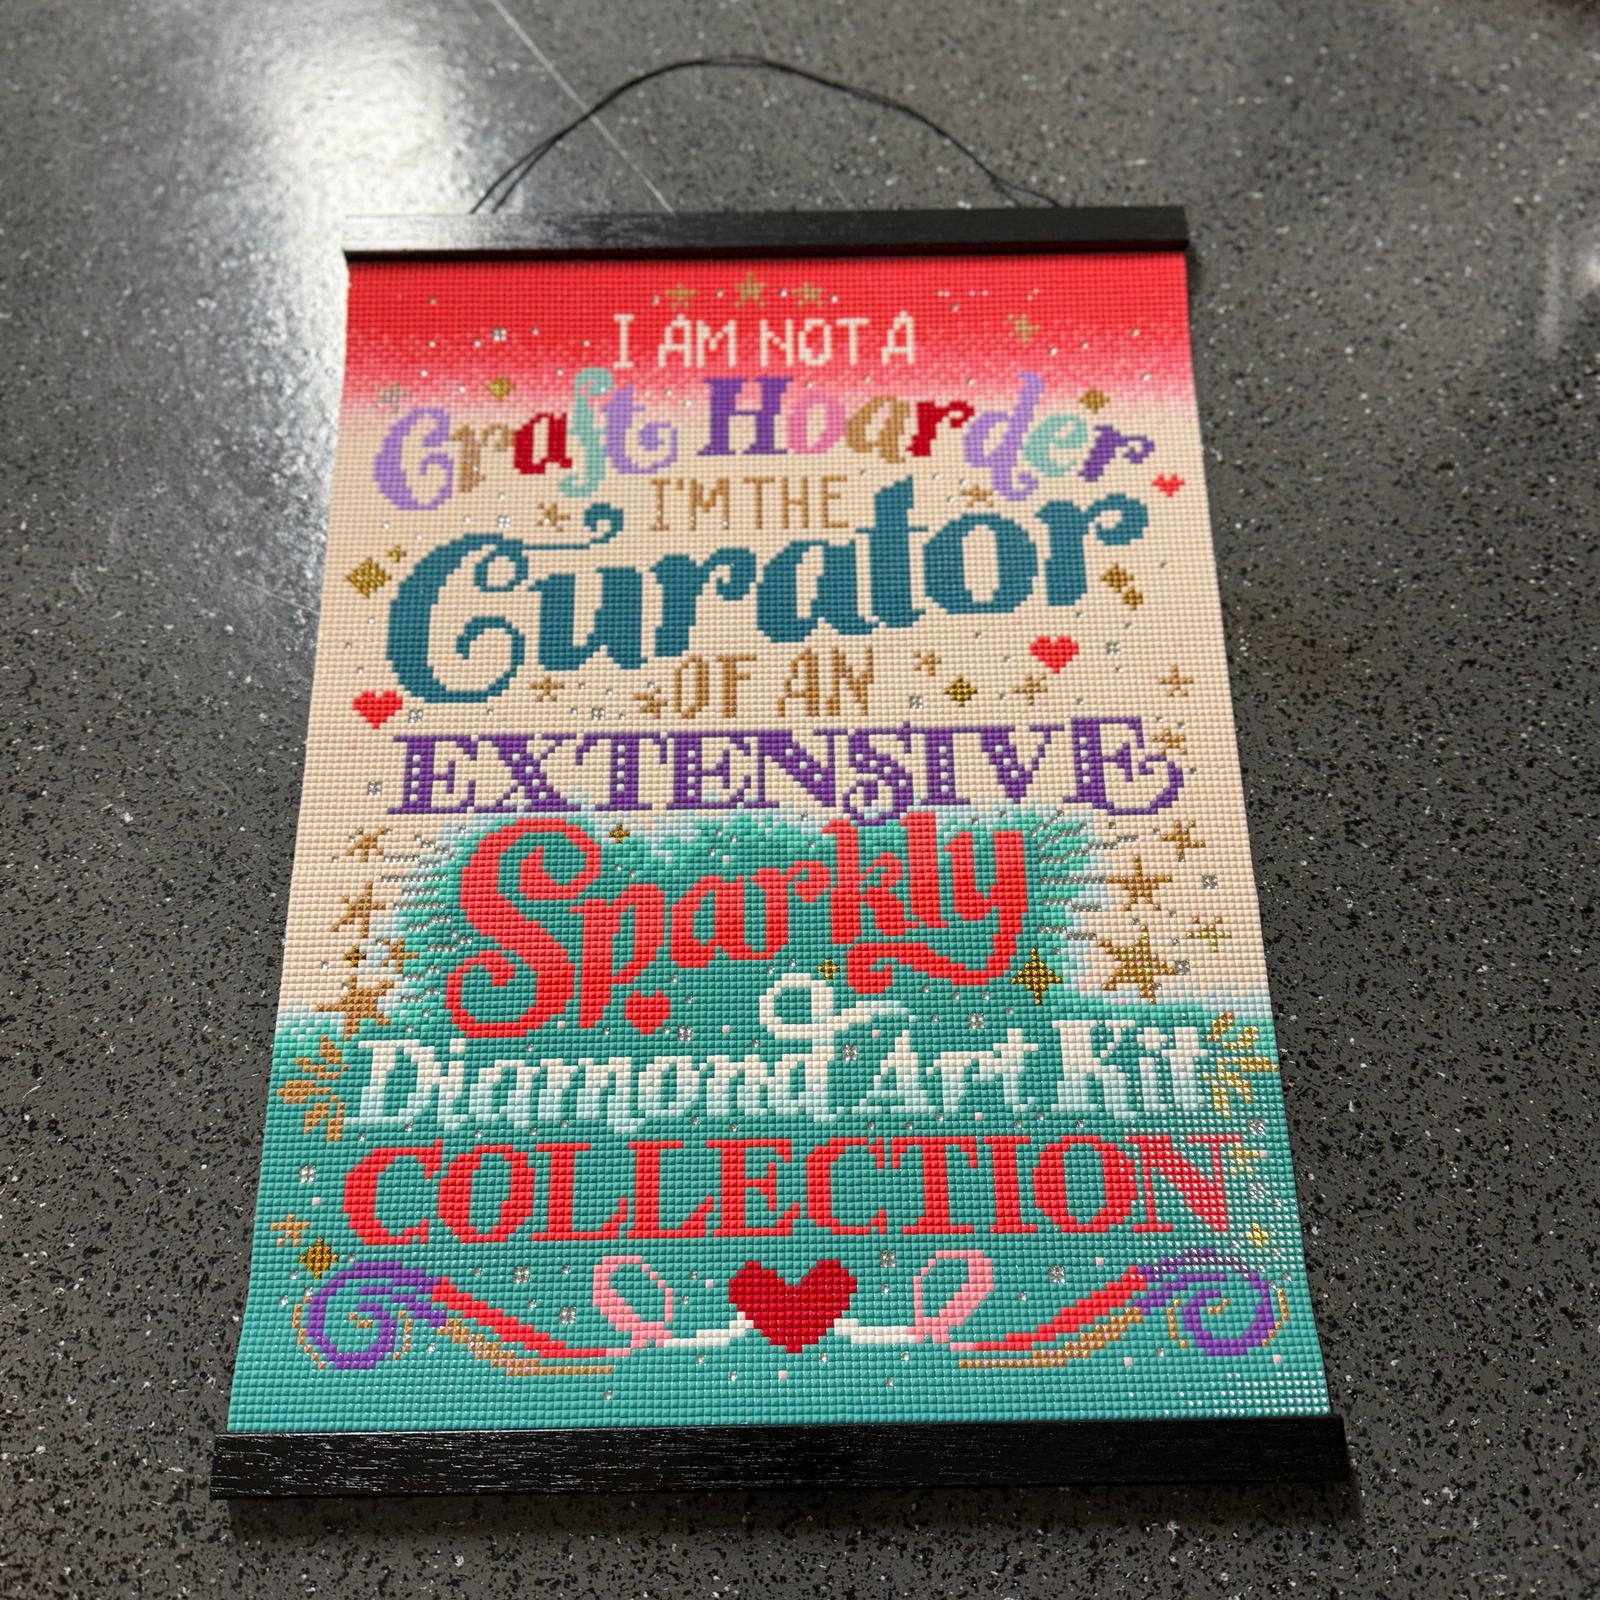 I AM NOT A
Craft Hoarder
I'M THE
Curator
OF AN
EXTENSIVE
Sparkly
Diamond Art Kit
COLLECTION